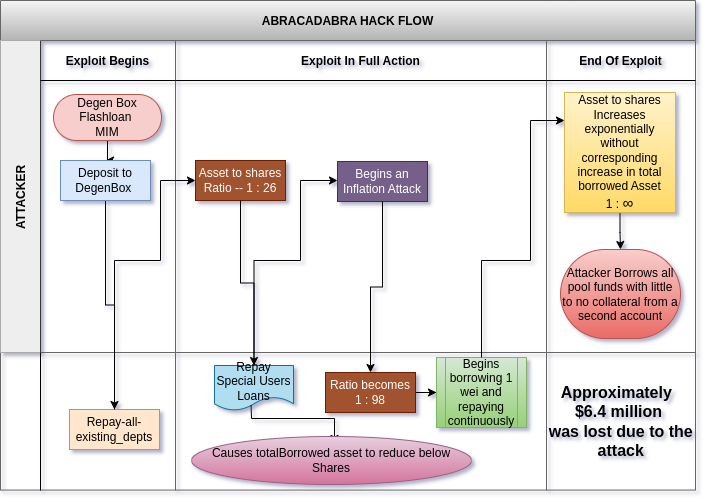 ABRACADABRA HACK FLOW
Exploit Begins
Exploit In Full Action
End Of Exploit
ATTACKER
Degen Box
Flashloan
MIM
Deposit to
DegenBox
Asset to shares
Ratio -- 1 : 26
Begins an
Inflation Attack
Asset to shares
Increases
exponentially
without
corresponding
increase in total
borrowed Asset
1 : ∞
Attacker Borrows all
pool funds with little
to no collateral from a
second account
Repay-all-
existing_depts
Repay
Special Users
Loans
Ratio becomes
1 : 98
Begins
borrowing 1
wei and
repaying
continuously
Causes totalBorrowed asset to reduce below
Shares
Approximately
$6.4 million
was lost due to the
attack